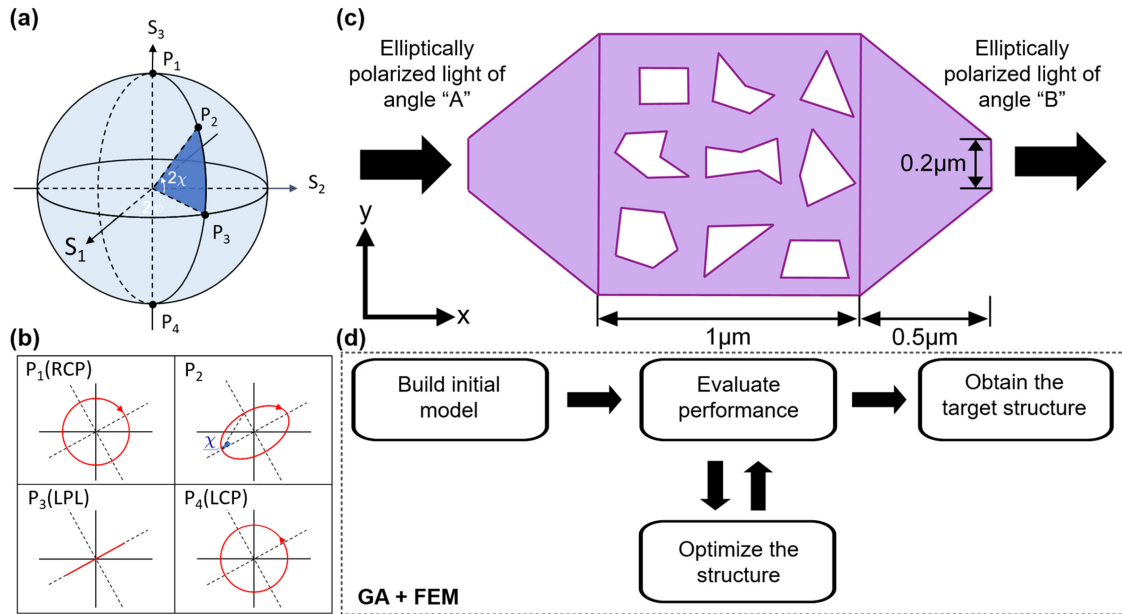 (a)
S3
P1
P2
2χ
S2
P3
S1
P4
(b)
P1(RCP)
P2
χ
P3(LPL)
P4(LCP)
(c)
Elliptically
polarized light of
angle “A”
Elliptically
polarized light of
angle “B”
0.2μm
y
x
1μm
0.5μm
(d)
Build initial
model
Evaluate
performance
Obtain the
target structure
Optimize the
structure
GA + FEM